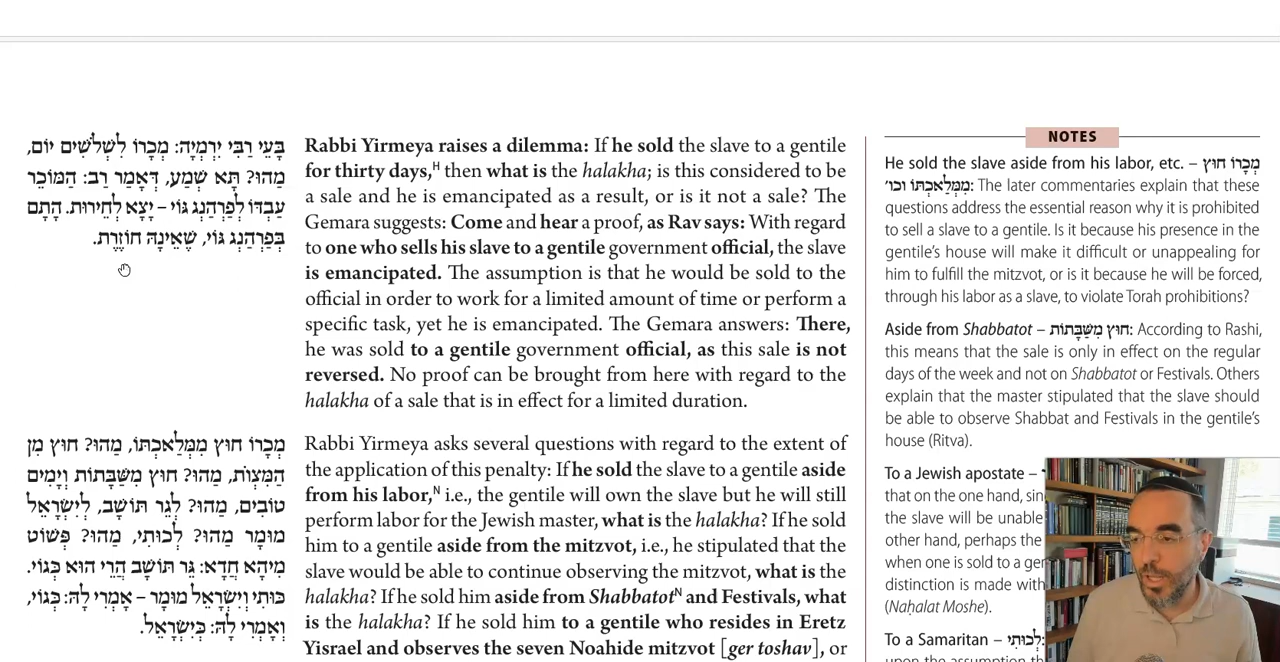 בָּעֵי רַבִּי יִרְמְיָה: מְכָרוֹ לִשְׁלֹשִׁים יוֹם,
מַהוּ? תָּא שְׁמַע, דְּאָמַר רַב: הַמּוֹכֵר
עַבְדּוֹ לְפַרְהַנְג גּוֹי – יָצָא לְחֵירוּת. הָתָם
בְּפַרְהַנְג גּוֹי, שֶׁאֵינָהּ חוֹזֶרֶת.
Rabbi Yirmeya raises a dilemma: If he sold the slave to a gentile
for thirty days,H then what is the halakha; is this considered to
be a sale and he is emancipated as a result, or is it not a sale? The
Gemara suggests: Come and hear a proof, as Rav says: With regard
to one who sells his slave to a gentile government official, the slave
is emancipated. The assumption is that he would be sold to the
official in order to work for a limited amount of time or perform a
specific task, yet he is emancipated. The Gemara answers: There,
he was sold to a gentile government official, as this sale is not
reversed. No proof can be brought from here with regard to the
halakha of a sale that is in effect for a limited duration.
מְכָרוֹ חוּץ מִמְּלַאכְתּוֹ, מַהוּ? חוּץ מִן
הַמִּצְוֹת, מַהוּ? חוּץ מִשַּׁבָּתוֹת וְיָמִים
טוֹבִים, מַהוּ? לְגֵר תּוֹשָׁב, לְיִשְׂרָאֵל
מוּמָר מַהוּ? לְכוּתִי, מַהוּ? פְּשׁוֹט
מִיהָא חֲדָא: גֵּר תּוֹשָׁב הֲרֵי הוּא כְּגוֹי.
כּוּתִי וְיִשְׂרָאֵל מוּמָר – אָמְרִי לַהּ: כְּגוֹי,
וְאָמְרִי לַהּ: כְּיִשְׂרָאֵל.
Rabbi Yirmeya asks several questions with regard to the extent of
the application of this penalty: If he sold the slave to a gentile aside
from his labor,N i.e., the gentile will own the slave but he will still
perform labor for the Jewish master, what is the halakha? If he sold
him to a gentile aside from the mitzvot, i.e., he stipulated that the
slave would be able to continue observing the mitzvot, what is the
halakha? If he sold him aside from ShabbatotN and Festivals, what
is the halakha? If he sold him to a gentile who resides in Eretz
Yisrael and observes the seven Noahide mitzvot [ger toshav], or
NOTES
He sold the slave aside from his labor, etc. – מְכָרוֹ חוּץ
מִמְּלַאכְתּוֹ וכו׳: The later commentaries explain that these
questions address the essential reason why it is prohibited
to sell a slave to a gentile. Is it because his presence in the
gentile's house will make it difficult or unappealing for
him to fulfill the mitzvot, or is it because he will be forced,
through his labor as a slave, to violate Torah prohibitions?
Aside from Shabbatot – חוּץ מִשַּׁבָּתוֹת: According to Rashi,
this means that the sale is only in effect on the regular
days of the week and not on Shabbatot or Festivals. Others
explain that the master stipulated that the slave should
be able to observe Shabbat and Festivals in the gentile's
house (Ritva).
To a Jewish apostate –
that on the one hand, sin
the slave will be unable
other hand, perhaps the
when one is sold to a ger
distinction is made with
(Naḥalat Moshe).
To a Samaritan – לְכוּתִי:
upon the assumption th